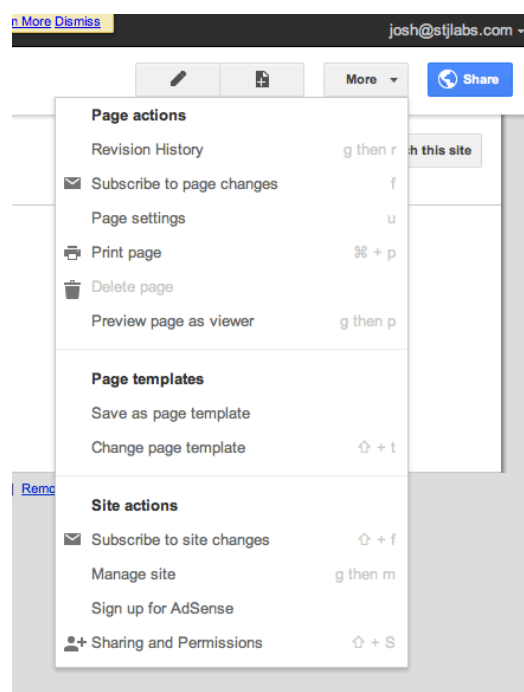 n More Dismiss
josh@stjlabs.com
More
Share
Page actions
Revision History g then r
h this site
Subscribe to page changes f
Page settings u
Print page ⌘ + p
Delete page
Preview page as viewer g then p
Page templates
Save as page template
Change page template ⇧ + t
Remo
Site actions
Subscribe to site changes ⇧ + f
Manage site g then m
Sign up for AdSense
Sharing and Permissions ⇧ + S